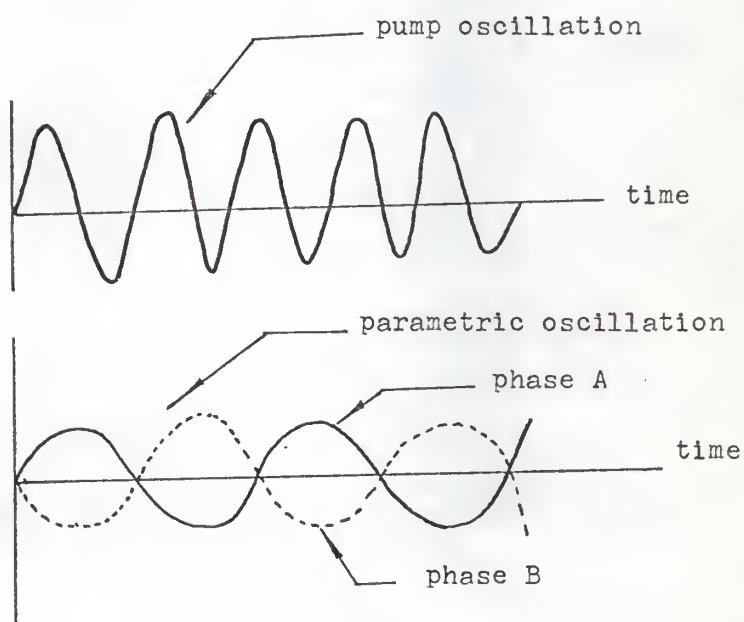 pump oscillation
time
parametric oscillation
phase A
time
phase B